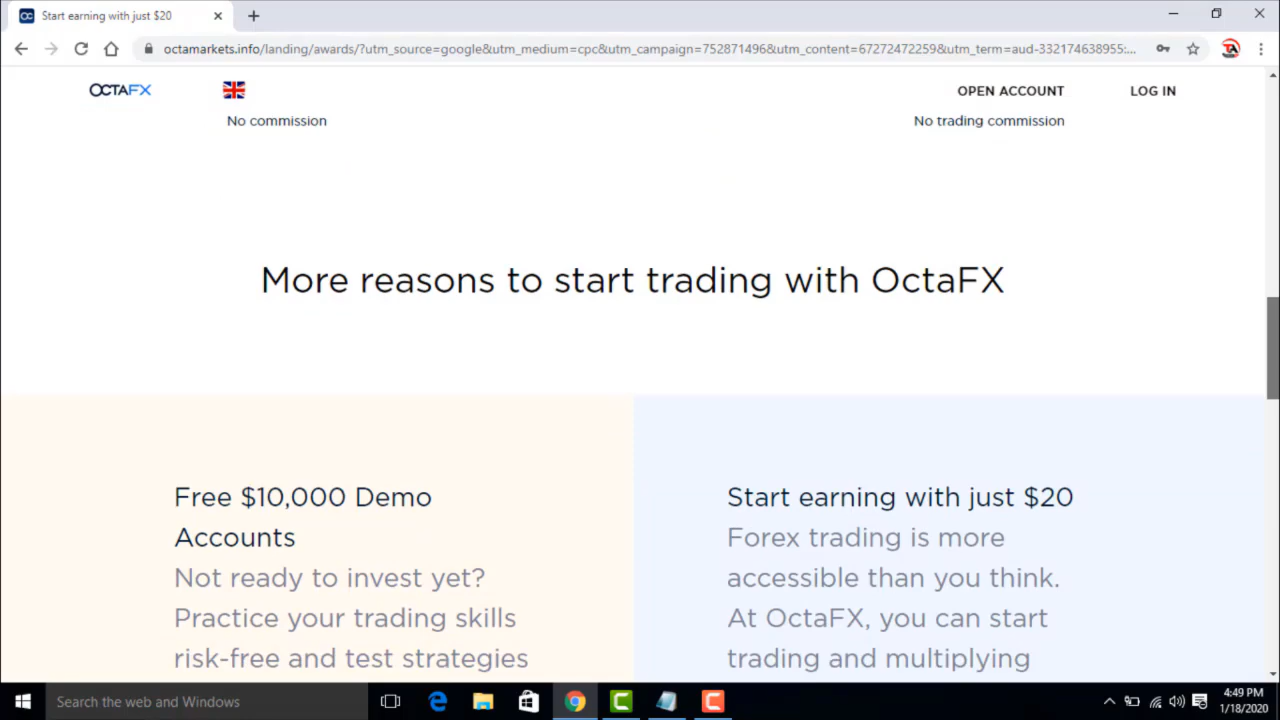 Start earning with just $20
octamarkets.info/landing/awards/?utm_source=google&utm_medium=cpc&utm_campaign=752871496&utm_content=67272472259&utm_term=aud-332174638955:...
OCTAFX
OPEN ACCOUNT
LOG IN
No commission
No trading commission
More reasons to start trading with OctaFX
Free $10,000 Demo
Accounts
Not ready to invest yet?
Practice your trading skills
risk-free and test strategies
Start earning with just $20
Forex trading is more
accessible than you think.
At OctaFX, you can start
trading and multiplying
Search the web and Windows
4:49 PM
1/18/2020